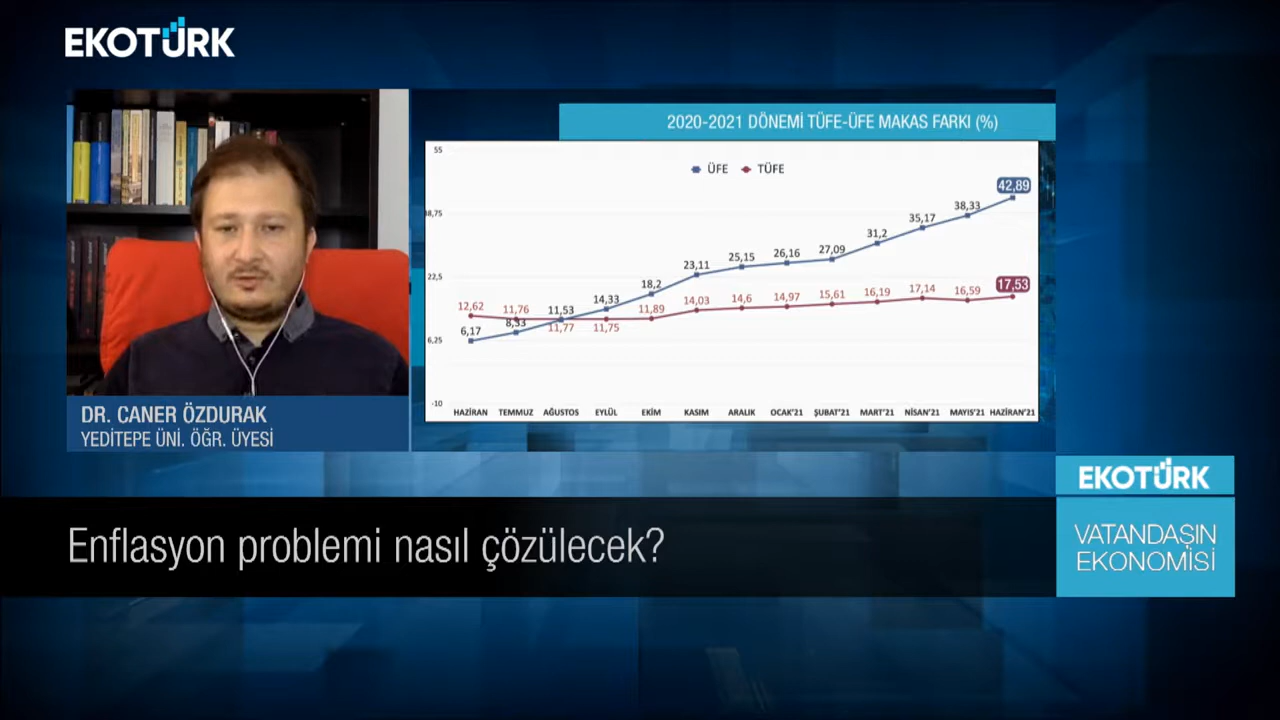 EKOTÜRK
2020-2021 DÖNEMİ TÜFE-ÜFE MAKAS FARKI (%)
ÜFE TÜFE
55
38,75
22,5
6,25
-10
6,17 8,33 11,53 14,33 18,2 23,11 25,15 26,16 27,09 31,2 35,17 38,33 42,89
12,62 11,76 11,77 11,75 11,89 14,03 14,6 14,97 15,61 16,19 17,14 16,59 17,53
HAZİRAN TEMMUZ AĞUSTOS EYLÜL EKİM KASIM ARALIK OCAK'21 ŞUBAT'21 MART'21 NİSAN'21 MAYIS'21 HAZİRAN'21
DR. CANER ÖZDURAK
YEDİTEPE ÜNİ. ÖĞR. ÜYESİ
Enflasyon problemi nasıl çözülecek?
EKOTÜRK
VATANDAŞIN
EKONOMİSİ